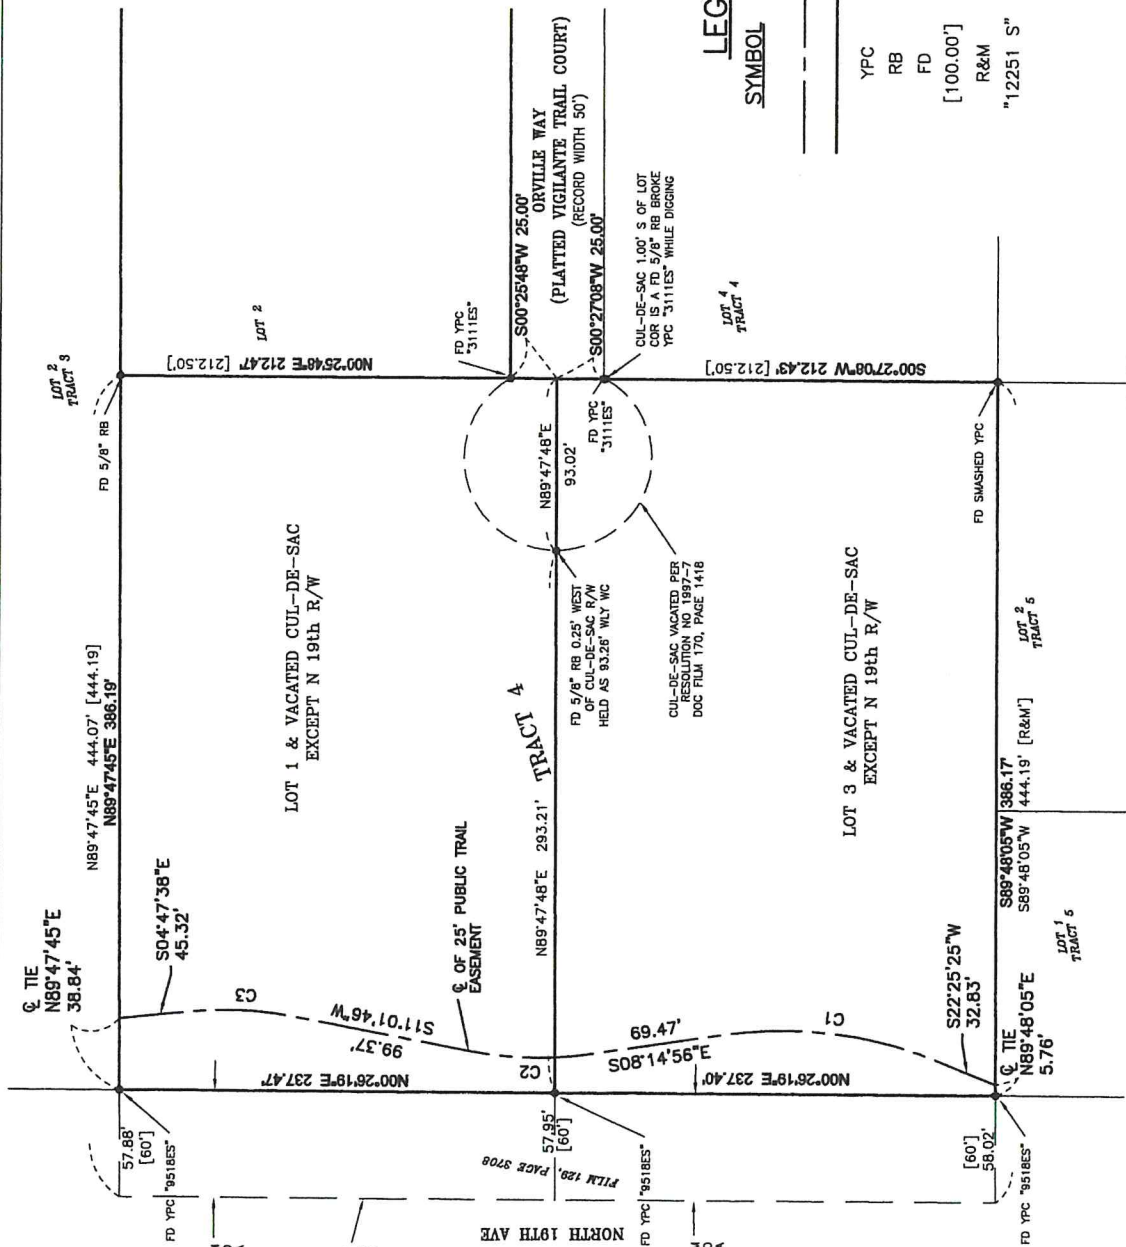 LEG
SYMBOL
YPC
RB
FD
[100.00']
R&M
"12251 S"
ORVILLE WAY
(PLATTED VIGILANTE TRAIL COURT)
(RECORD WIDTH 50')
S00°25'48"W 25.00'
S00°27'08"W 25.00'
FD YPC
"3111ES"
FD YPC
"3111ES"
CUL-DE-SAC 1.00' S OF LOT
COR IS A FD 5/8" RB BROKE
YPC "3111ES" WHILE DIGGING
LOT 2
TRACT 3
LOT 2
LOT 4
TRACT 4
N00°25'48"E 212.47' [212.50']
S00°27'08"W 212.43' [212.50']
FD 5/8" RB
FD SMASHED YPC
N89°47'48"E
93.02'
FD 5/8" RB 0.25' WEST
OF CUL-DE-SAC R/W
HELD AS 93.26' WLY WC
CUL-DE-SAC VACATED PER
RESOLUTION NO 1997-7
DOC FILM 170, PAGE 1418
LOT 1 & VACATED CUL-DE-SAC
EXCEPT N 19th R/W
TRACT 4
LOT 3 & VACATED CUL-DE-SAC
EXCEPT N 19th R/W
N89°47'45"E 444.07' [444.19]
N89°47'45"E 386.19'
N89°47'48"E 293.21'
S89°48'05"W 386.17'
S89°48'05"W 444.19' [R&M']
LOT 2
TRACT 5
LOT 1
TRACT 5
℄ TIE
N89°47'45"E
38.84'
S04°47'38"E
45.32'
C3
S11°01'46"W
99.37'
℄ OF 25' PUBLIC TRAIL
EASEMENT
C2
69.47'
S08°14'56"E
C1
S22°25'25"W
32.83'
℄ TIE
N89°48'05"E
5.76'
N00°26'19"E 237.47'
N00°26'19"E 237.40'
57.88'
[60']
57.95'
[60']
[60']
58.02'
FD YPC "9518ES"
FD YPC "9518ES"
FD YPC "9518ES"
FILM 129, PAGE 3708
NORTH 19TH AVE